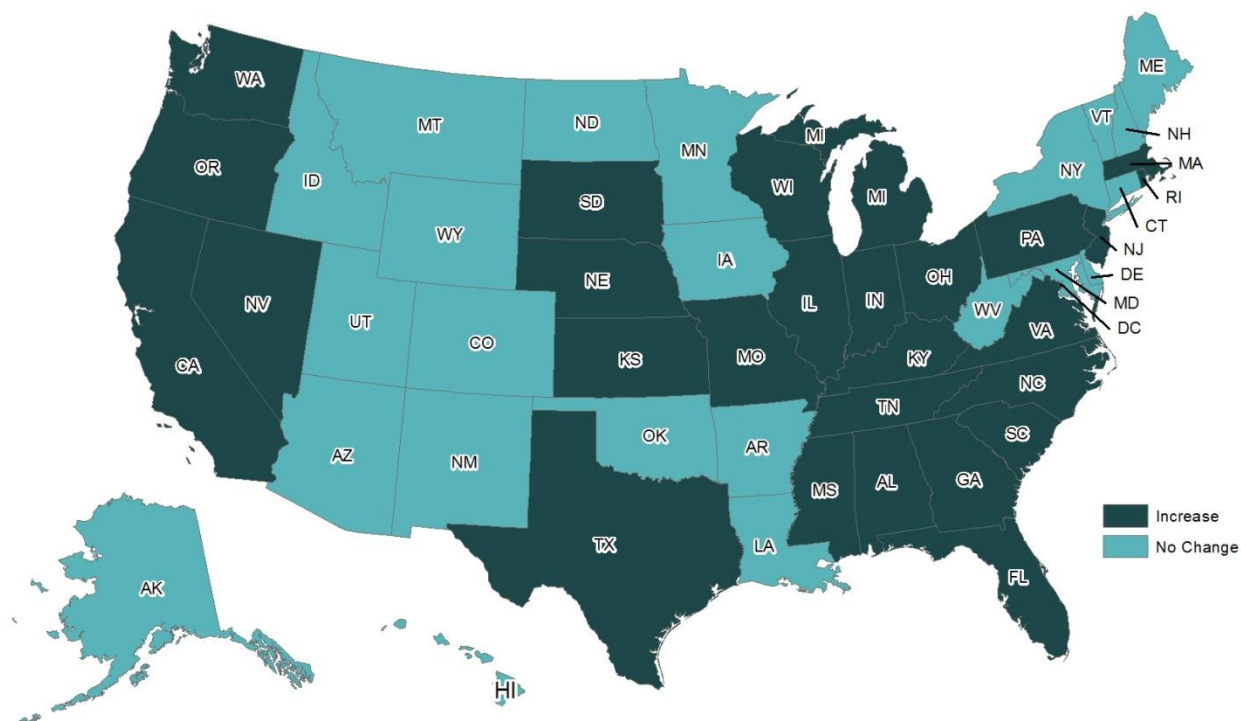 WA
ME
MT
ND
VT
MI
NH
MN
MA
OR
ID
NY
WI
SD
MI
RI
CT
WY
PA
NJ
IA
NE
OH
DE
NV
IL
IN
WV
MD
UT
DC
CO
VA
KS
MO
KY
CA
NC
TN
OK
AR
SC
AZ
NM
MS
AL
GA
Increase
TX
LA
No Change
FL
AK
HI